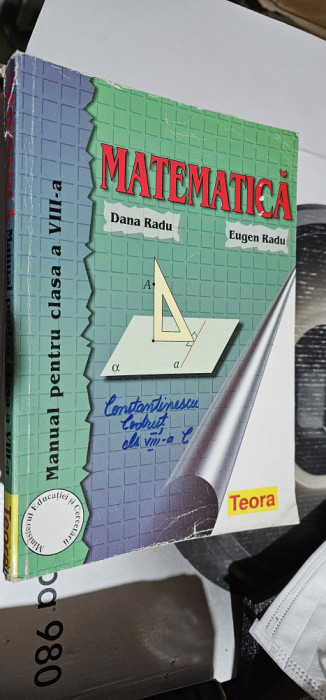 MATEMATICĂ
Dana Radu
Eugen Radu
Manual pentru clasa a VIII-a
A
α
a
Constantinescu
Codruț
cls VIII-a C
Teora
Ministerul Educației și Cercetării
980